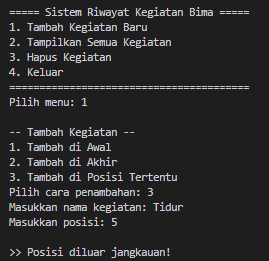 ===== Sistem Riwayat Kegiatan Bima =====
1. Tambah Kegiatan Baru
2. Tampilkan Semua Kegiatan
3. Hapus Kegiatan
4. Keluar
========================================
Pilih menu: 1
-- Tambah Kegiatan --
1. Tambah di Awal
2. Tambah di Akhir
3. Tambah di Posisi Tertentu
Pilih cara penambahan: 3
Masukkan nama kegiatan: Tidur
Masukkan posisi: 5
>> Posisi diluar jangkauan!